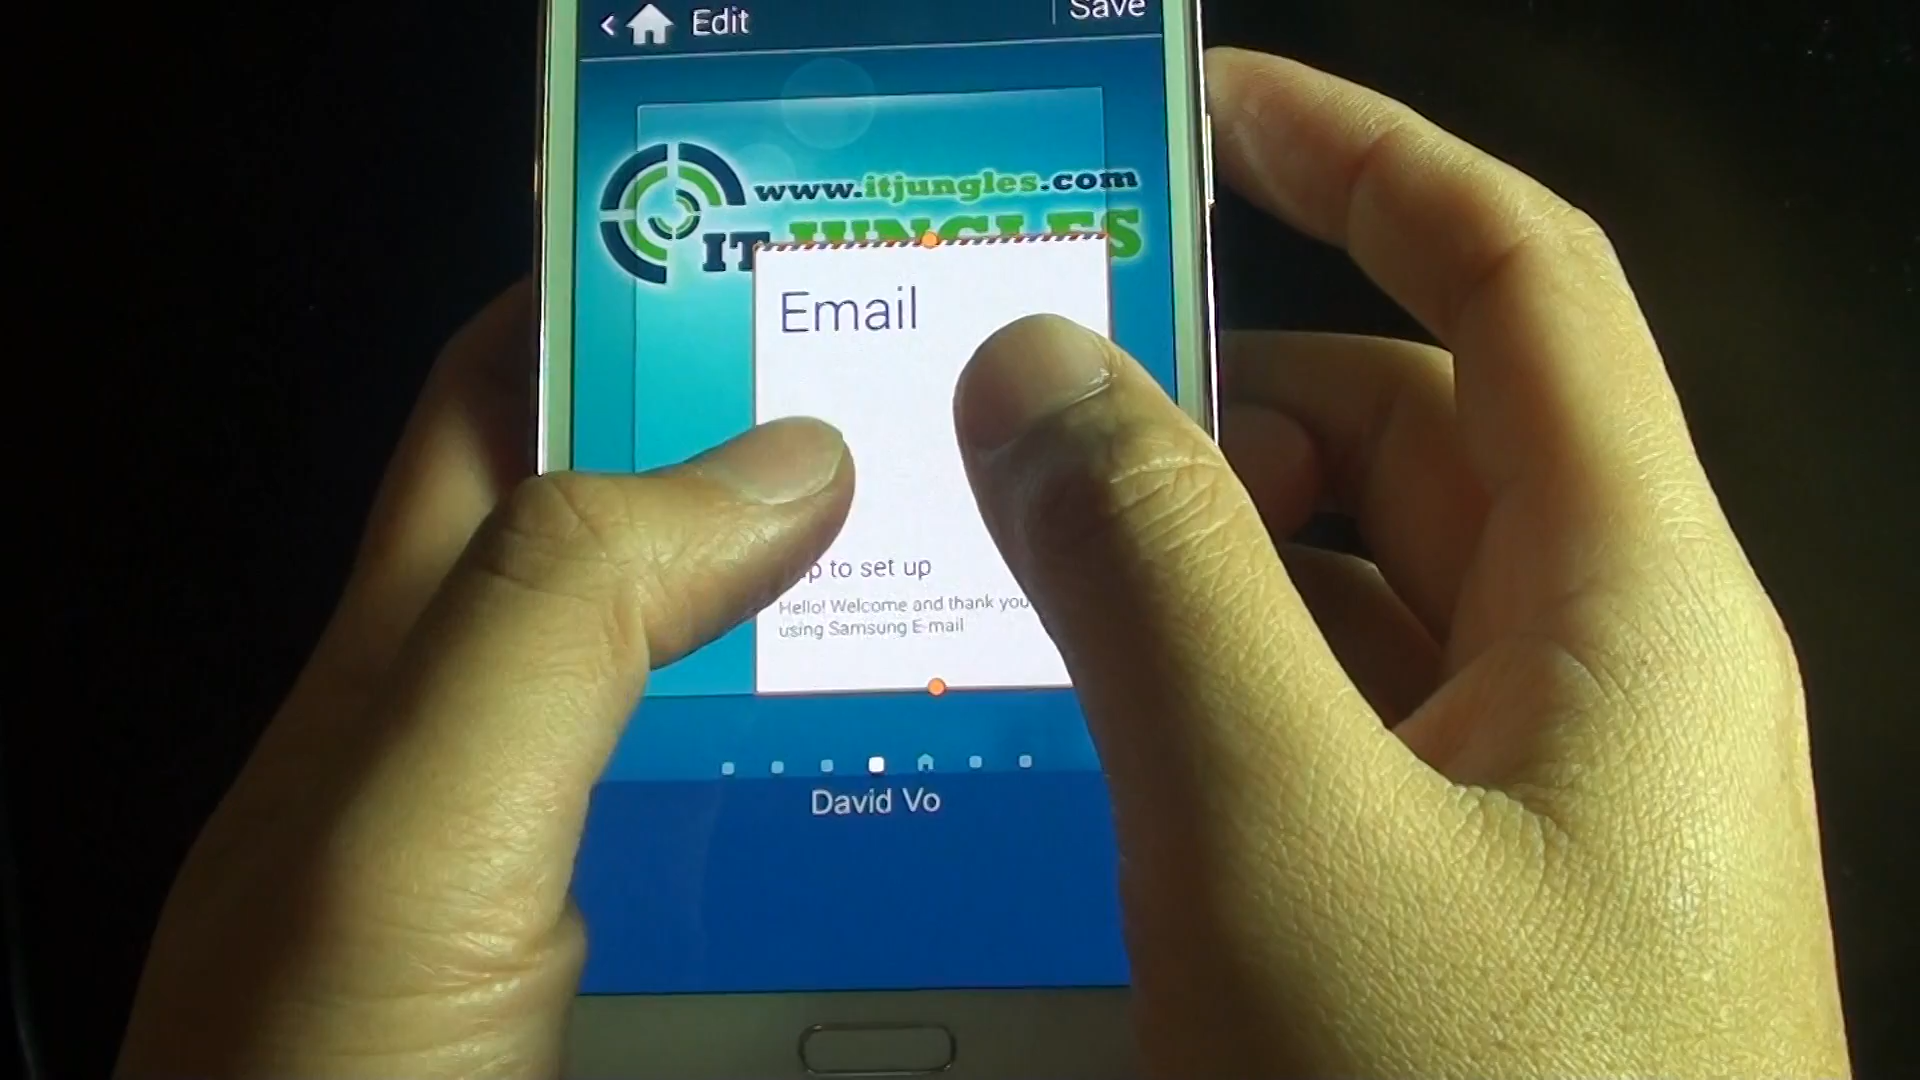 Edit
Save
www.itjungles.com
IT JUNGLES
Email
to set up
Hello! Welcome and thank you
using Samsung E-mail
David Vo